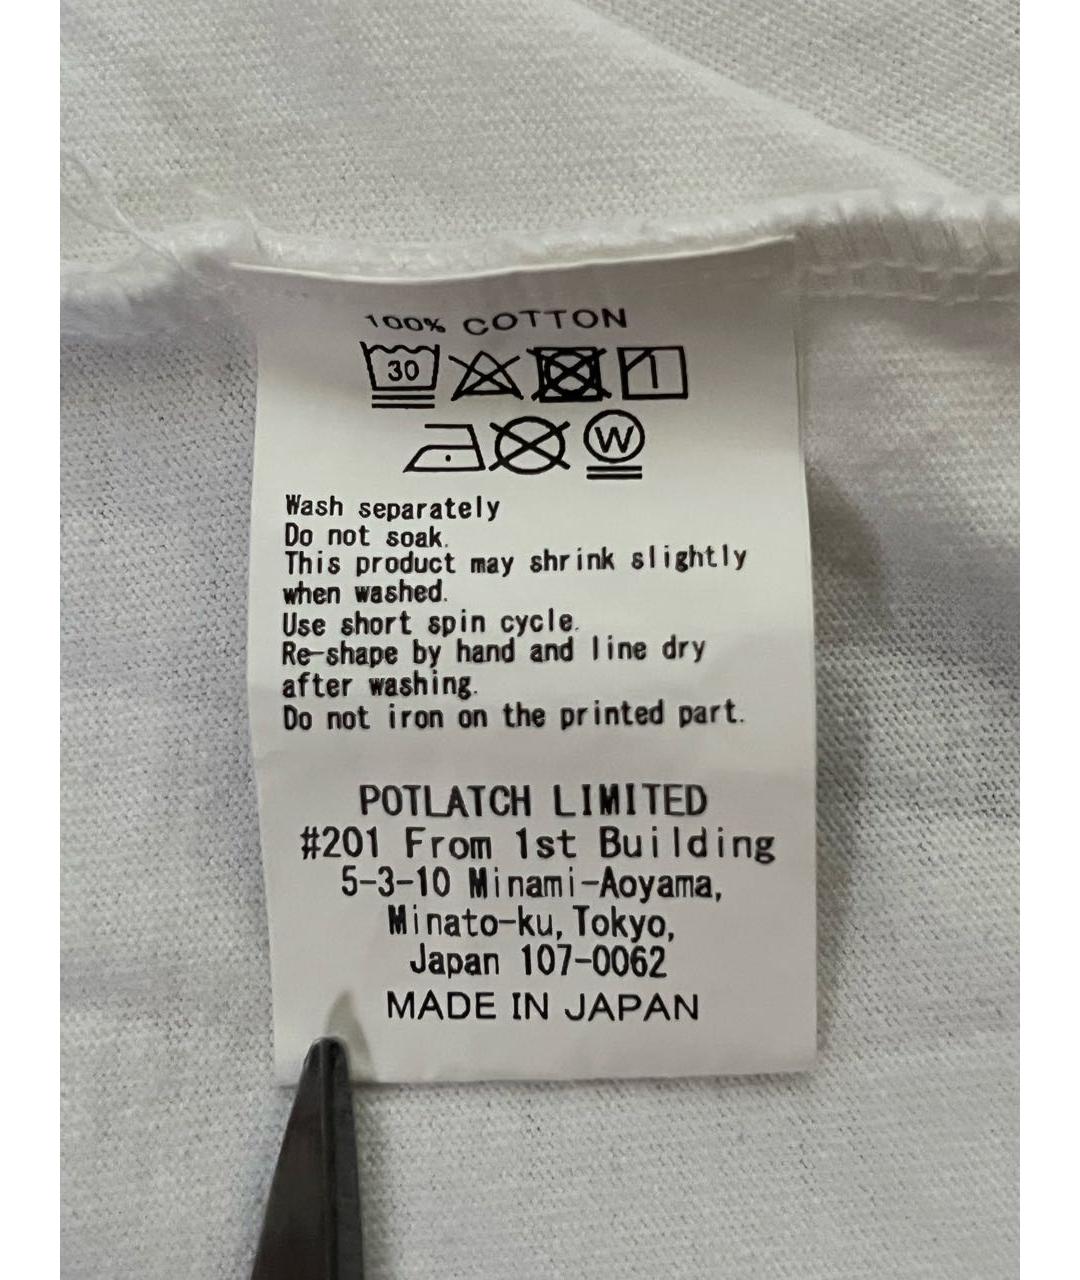 100% COTTON
30
W
Wash separately
Do not soak.
This product may shrink slightly
when washed.
Use short spin cycle.
Re-shape by hand and line dry
after washing.
Do not iron on the printed part.
POTLATCH LIMITED
#201 From 1st Building
5-3-10 Minami-Aoyama,
Minato-ku, Tokyo,
Japan 107-0062
MADE IN JAPAN